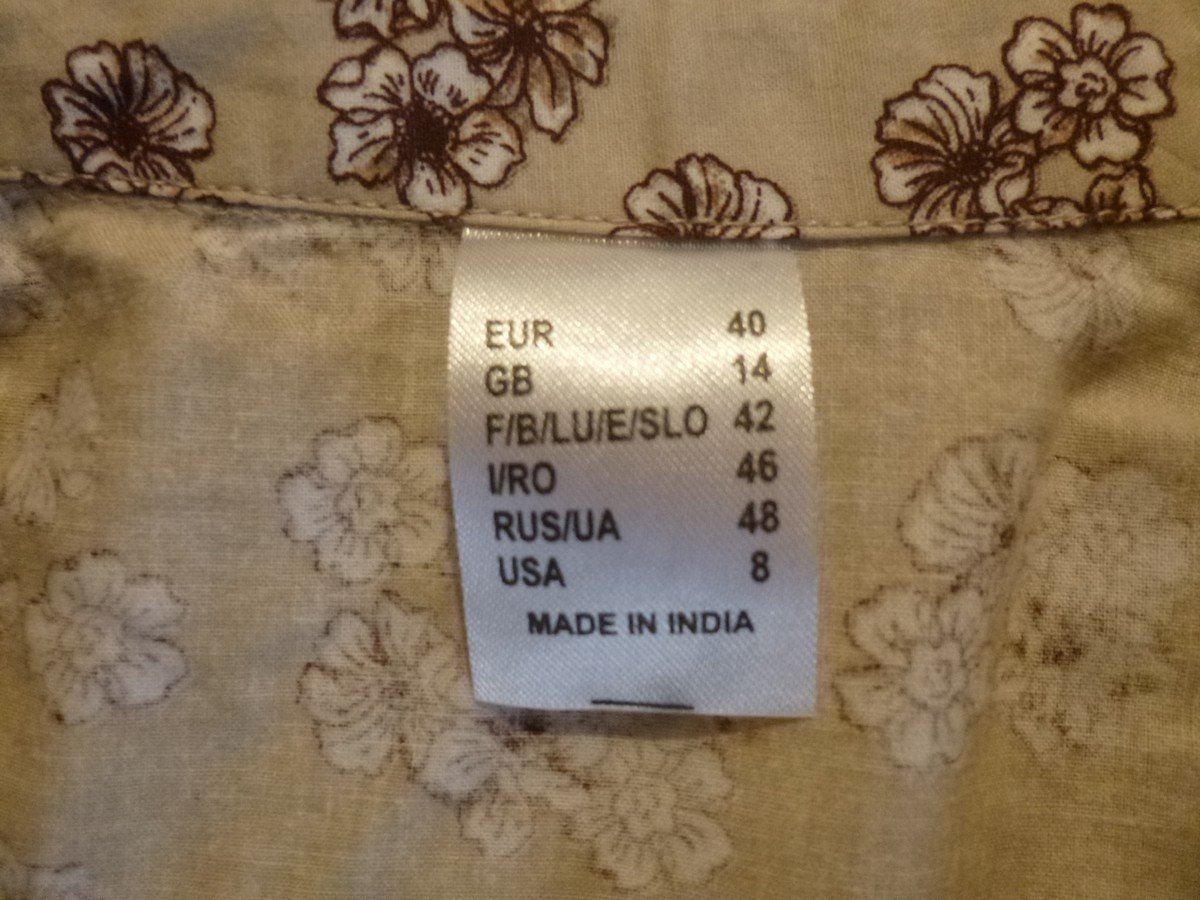 EUR 40
GB 14
F/B/LU/E/SLO 42
I/RO 46
RUS/UA 48
USA 8
MADE IN INDIA